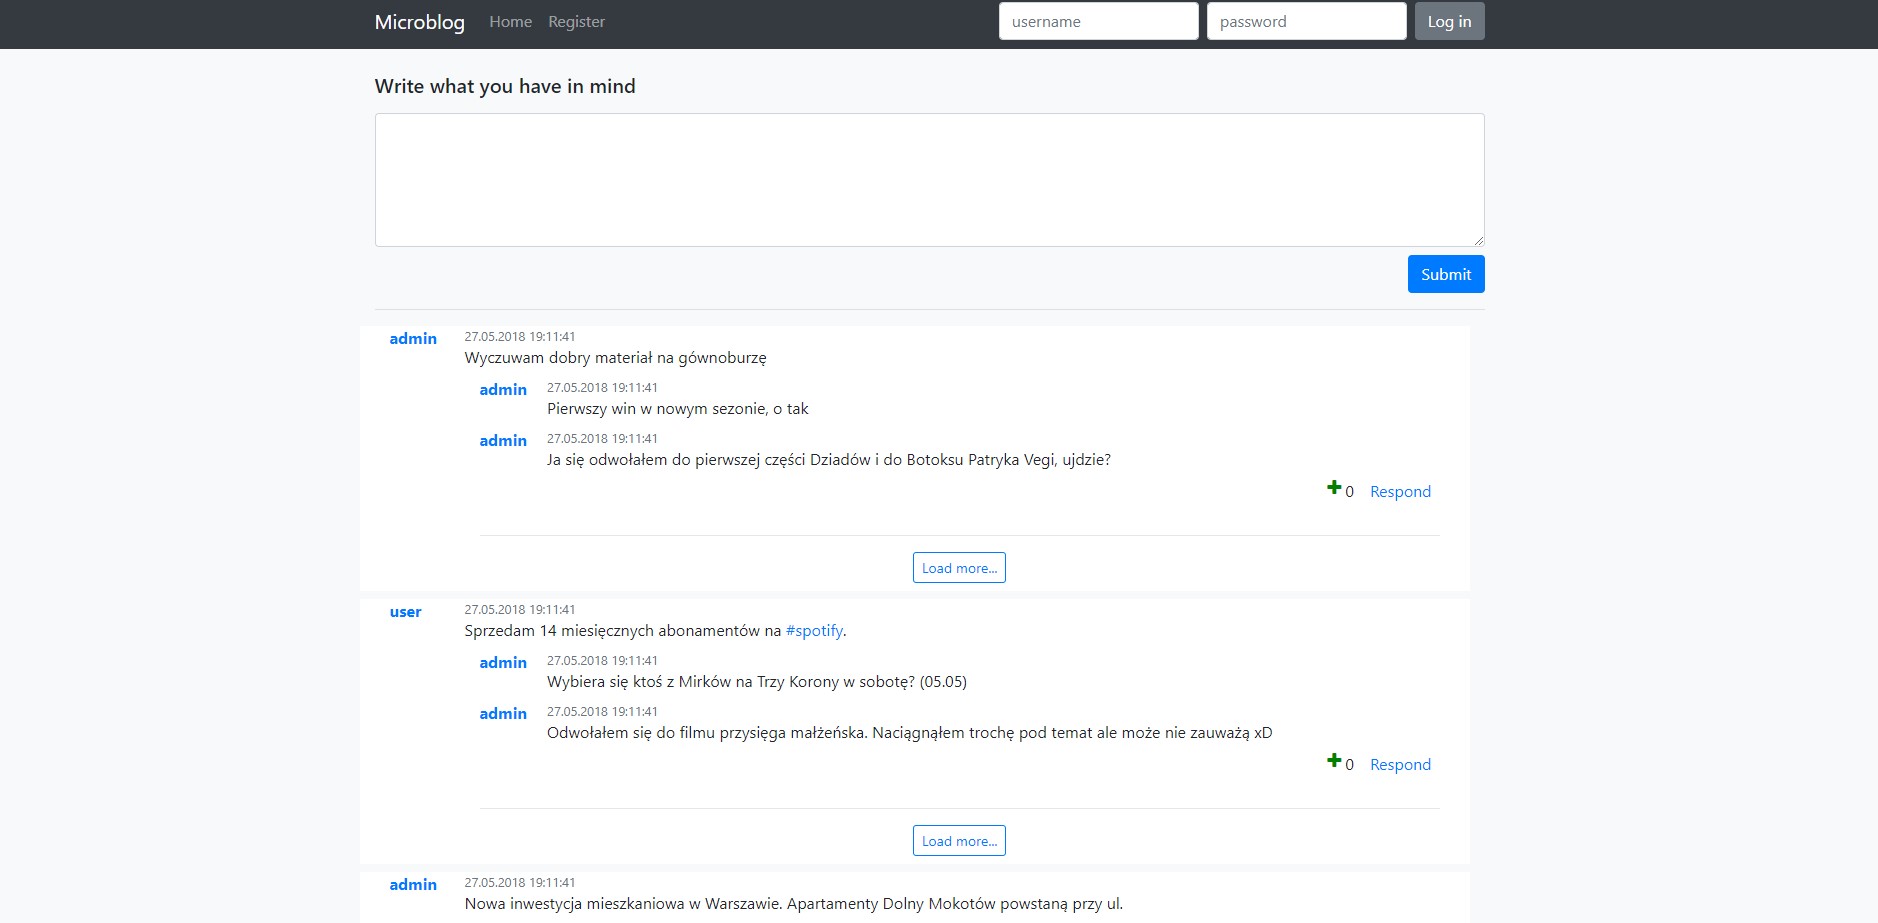 Microblog Home Register username password Log in
Write what you have in mind
Submit
admin 27.05.2018 19:11:41
Wyczuwam dobry materiał na gównoburzę
admin 27.05.2018 19:11:41
Pierwszy win w nowym sezonie, o tak
admin 27.05.2018 19:11:41
Ja się odwołałem do pierwszej części Dziadów i do Botoksu Patryka Vegi, ujdzie?
0 Respond
Load more...
user 27.05.2018 19:11:41
Sprzedam 14 miesięcznych abonamentów na #spotify.
admin 27.05.2018 19:11:41
Wybiera się ktoś z Mirków na Trzy Korony w sobotę? (05.05)
admin 27.05.2018 19:11:41
Odwołałem się do filmu przysięga małżeńska. Naciągnąłem trochę pod temat ale może nie zauważą xD
0 Respond
Load more...
admin 27.05.2018 19:11:41
Nowa inwestycja mieszkaniowa w Warszawie. Apartamenty Dolny Mokotów powstaną przy ul.